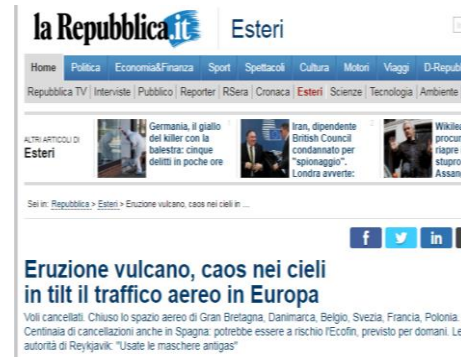 la Repubblica.it Esteri
Home Politica Economia&Finanza Sport Spettacoli Cultura Motori Viaggi D-Repubb
Repubblica TV Interviste Pubblico Reporter RSera Cronaca Esteri Scienze Tecnologia Ambiente
ALTRI ARTICOLI DI
Esteri
Germania, il giallo
del killer con la
balestra: cinque
delitti in poche ore
Iran, dipendente
British Council
condannato per
"spionaggio".
Londra avverte:
Wikilea
procur
riapre
stupro
Assan
Sei in: Repubblica > Esteri > Eruzione vulcano, caos nei cieli in ...
f in
Eruzione vulcano, caos nei cieli
in tilt il traffico aereo in Europa
Voli cancellati. Chiuso lo spazio aereo di Gran Bretagna, Danimarca, Belgio, Svezia, Francia, Polonia.
Centinaia di cancellazioni anche in Spagna: potrebbe essere a rischio l'Ecofin, previsto per domani. Le
autorità di Reykjavik: "Usate le maschere antigas"